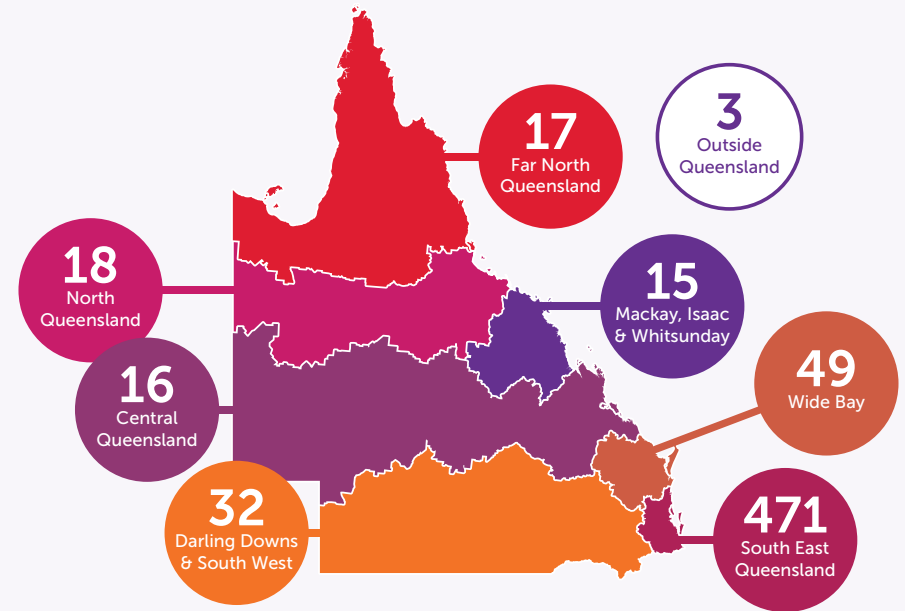 17
Far North
Queensland
3
Outside
Queensland
18
North
Queensland
15
Mackay, Isaac
& Whitsunday
16
Central
Queensland
49
Wide Bay
32
Darling Downs
& South West
471
South East
Queensland